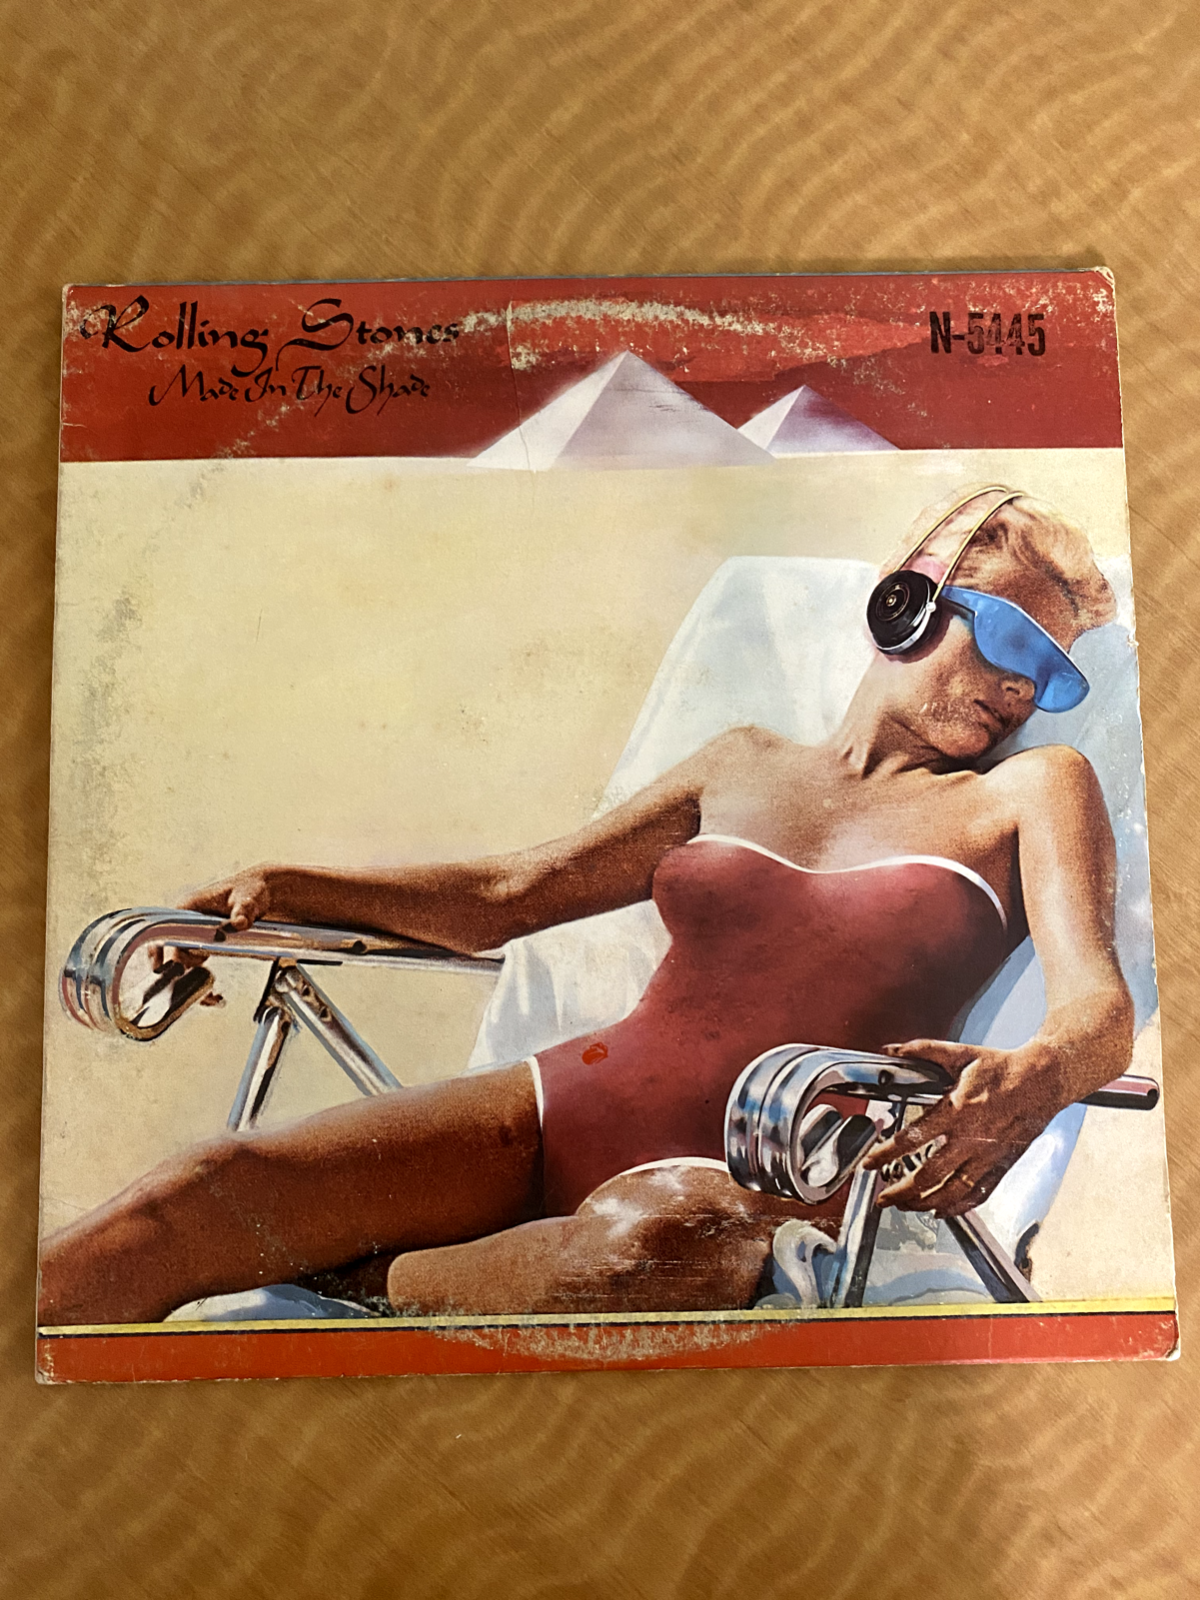 Rolling Stones
Made In The Shade
N-5445